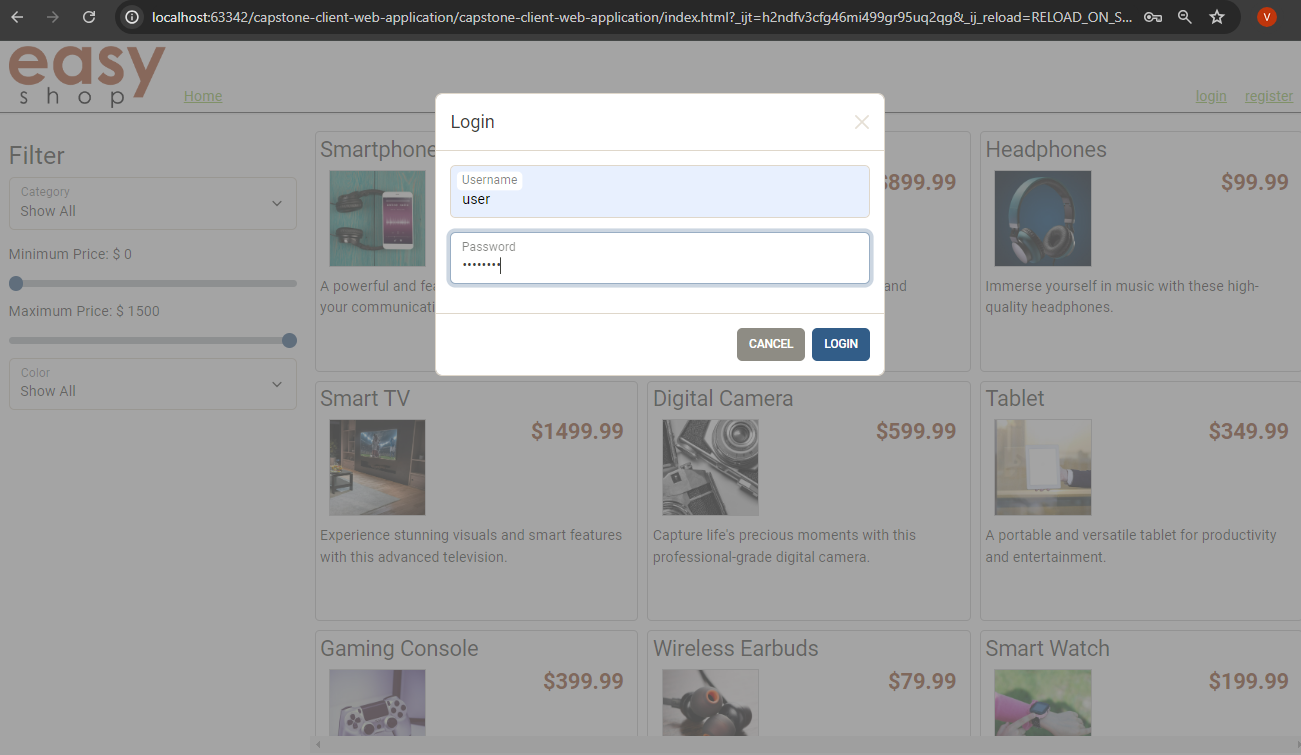 localhost:63342/capstone-client-web-application/capstone-client-web-application/index.html?_ijt=h2ndfv3cfg46mi499gr95uq2qg&_ij_reload=RELOAD_ON_S...
V
easy
shop
Home
login
register
Login
Username
user
Password
••••••••
CANCEL
LOGIN
Filter
Category
Show All
Minimum Price: $ 0
Maximum Price: $ 1500
Color
Show All
Smartphone
$899.99
A powerful and
and
your
Headphones
$99.99
Immerse yourself in music with these high-
quality headphones.
Smart TV
$1499.99
Experience stunning visuals and smart features
with this advanced television.
Digital Camera
$599.99
Capture life's precious moments with this
professional-grade digital camera.
Tablet
$349.99
A portable and versatile tablet for productivity
and entertainment.
Gaming Console
$399.99
Wireless Earbuds
$79.99
Smart Watch
$199.99